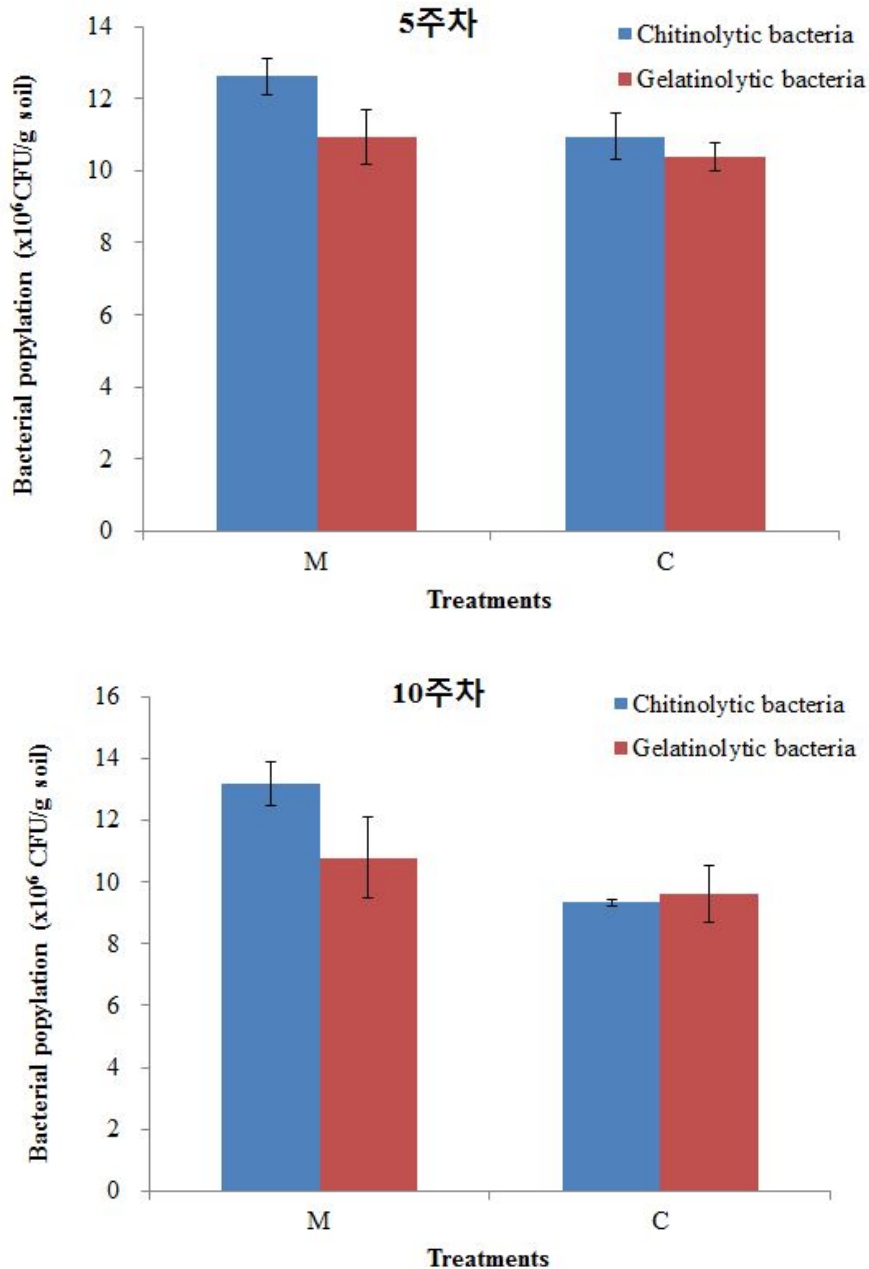 5주차
Chitinolytic bacteria
Gelatinolytic bacteria
Bacterial popylation (x10⁶CFU/g soil)
14
12
10
8
6
4
2
0
M
C
Treatments
10주차
Chitinolytic bacteria
Gelatinolytic bacteria
Bacterial popylation (x10⁶ CFU/g soil)
16
14
12
10
8
6
4
2
0
M
C
Treatments